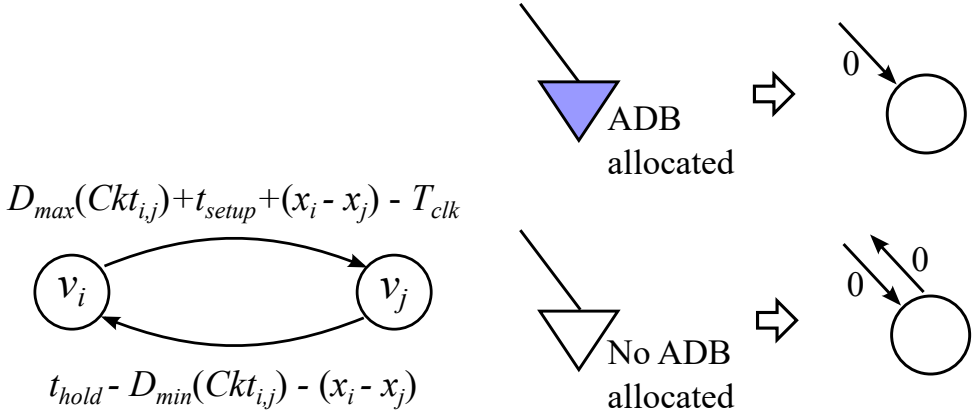 D_max(Ckt_i,j)+t_setup+(x_i - x_j) - T_clk
v_i
v_j
t_hold - D_min(Ckt_i,j) - (x_i - x_j)
ADB
allocated
0
No ADB
allocated
0
0